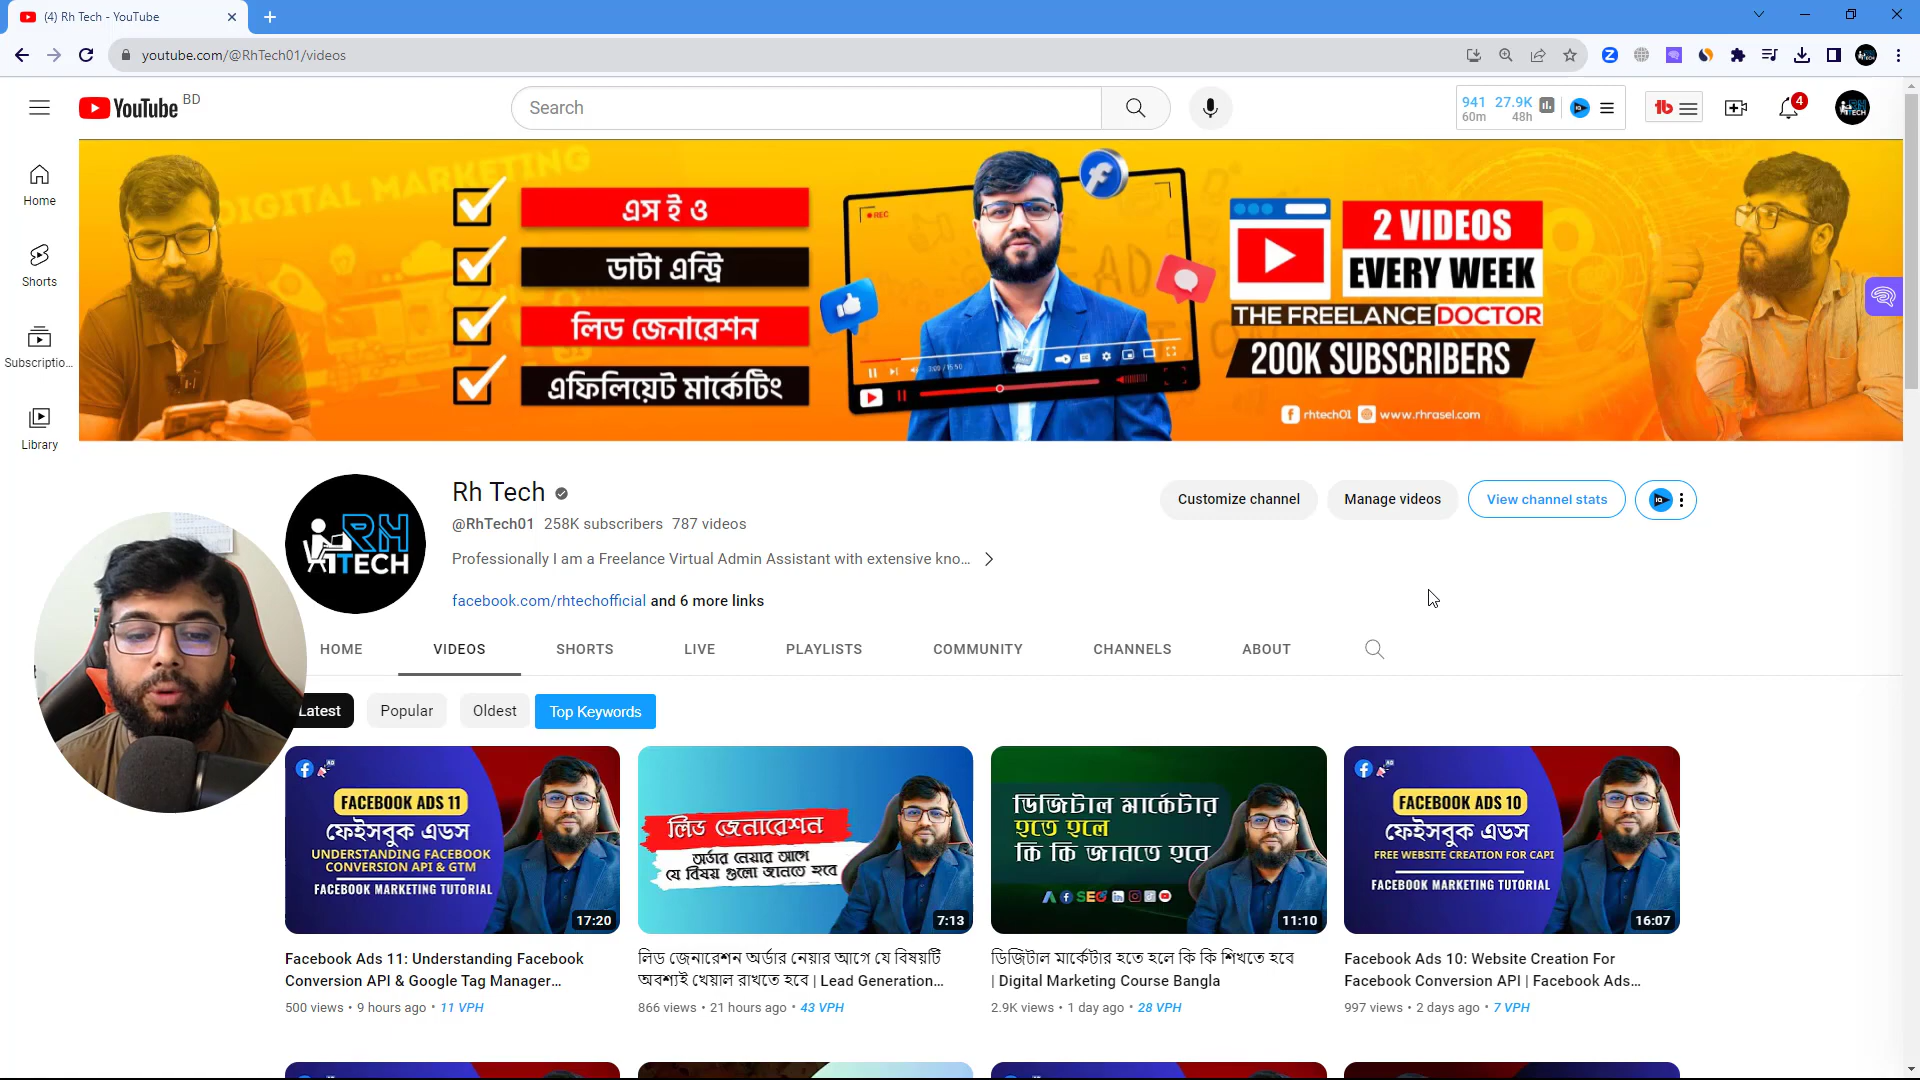 (4) Rh Tech - YouTube
youtube.com/@RhTech01/videos
YouTube BD
Search
941 27.9K
60m 48h
4
Home
Shorts
Subscriptio...
Library
DIGITAL MARKETING
এস ই ও
ডাটা এন্ট্রি
লিড জেনারেশন
এফিলিয়েট মার্কেটিং
REC
2 VIDEOS
EVERY WEEK
THE FREELANCE DOCTOR
200K SUBSCRIBERS
rhtech01 www.rhrasel.com
RH TECH
Rh Tech
@RhTech01 258K subscribers 787 videos
Professionally I am a Freelance Virtual Admin Assistant with extensive kno...
facebook.com/rhtechofficial and 6 more links
Customize channel
Manage videos
View channel stats
HOME VIDEOS SHORTS LIVE PLAYLISTS COMMUNITY CHANNELS ABOUT
Latest Popular Oldest Top Keywords
FACEBOOK ADS 11
ফেইসবুক এডস
UNDERSTANDING FACEBOOK
CONVERSION API & GTM
FACEBOOK MARKETING TUTORIAL
17:20
Facebook Ads 11: Understanding Facebook
Conversion API & Google Tag Manager...
500 views • 9 hours ago • 11 VPH
লিড জেনারেশন
অর্ডার নেয়ার আগে
যে বিষয় গুলো জানতে হবে
7:13
লিড জেনারেশন অর্ডার নেয়ার আগে যে বিষয়টি
অবশ্যই খেয়াল রাখতে হবে | Lead Generation...
866 views • 21 hours ago • 43 VPH
ডিজিটাল মার্কেটার
হতে হলে
কি কি জানতে হবে
SEO
11:10
ডিজিটাল মার্কেটার হতে হলে কি কি শিখতে হবে
| Digital Marketing Course Bangla
2.9K views • 1 day ago • 28 VPH
FACEBOOK ADS 10
ফেইসবুক এডস
FREE WEBSITE CREATION FOR CAPI
FACEBOOK MARKETING TUTORIAL
16:07
Facebook Ads 10: Website Creation For
Facebook Conversion API | Facebook Ads...
997 views • 2 days ago • 7 VPH